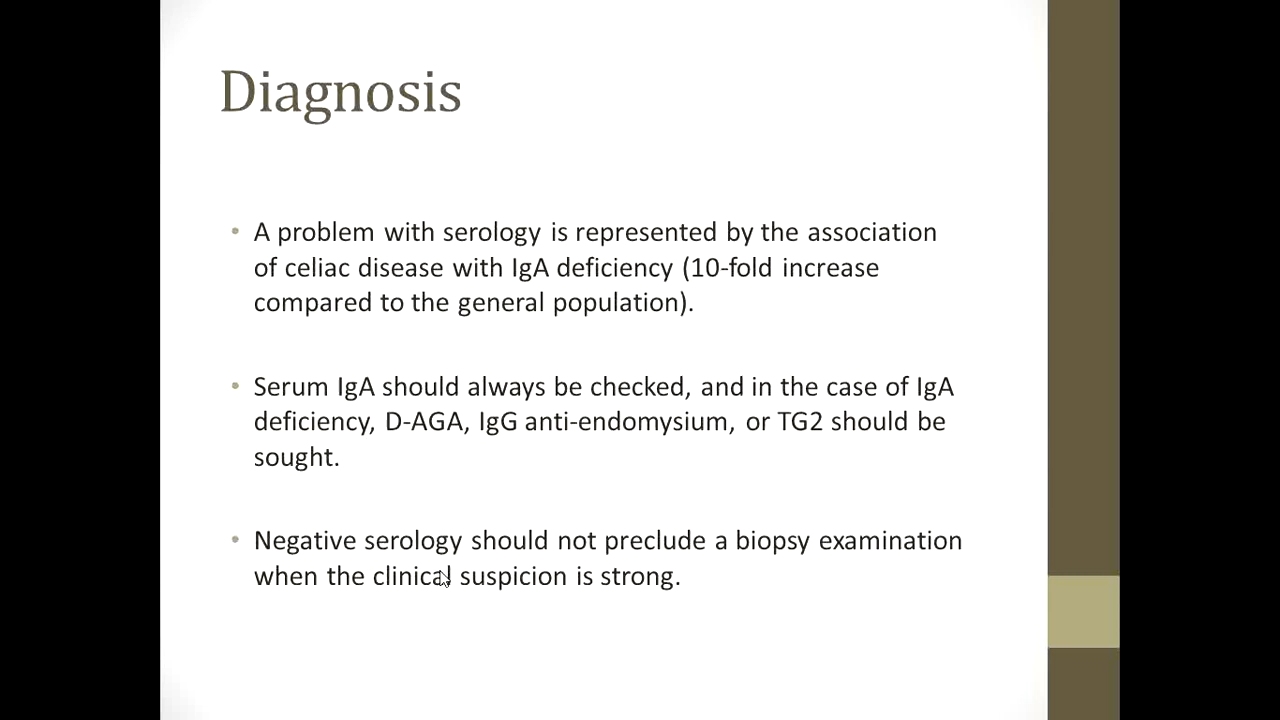 Diagnosis
• A problem with serology is represented by the association
of celiac disease with IgA deficiency (10-fold increase
compared to the general population).
• Serum IgA should always be checked, and in the case of IgA
deficiency, D-AGA, IgG anti-endomysium, or TG2 should be
sought.
• Negative serology should not preclude a biopsy examination
when the clinical suspicion is strong.